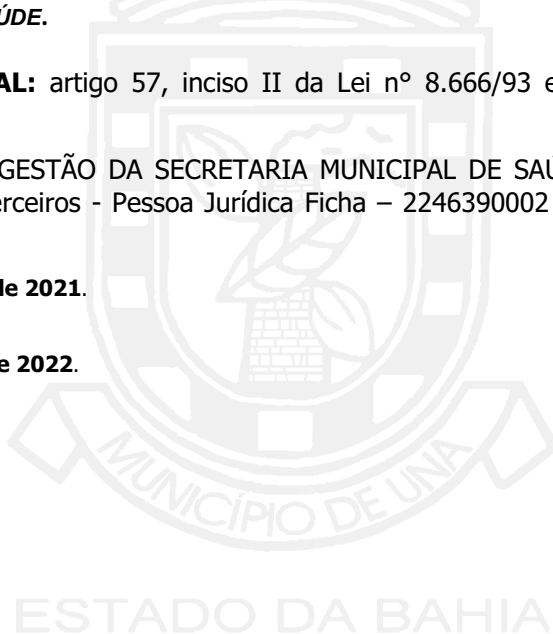 ÚDE.
AL: artigo 57, inciso II da Lei n° 8.666/93 e
GESTÃO DA SECRETARIA MUNICIPAL DE SAÚ
erceiros - Pessoa Jurídica Ficha – 2246390002
de 2021.
e 2022.
MUNICÍPIO DE UNA
ESTADO DA BAHIA